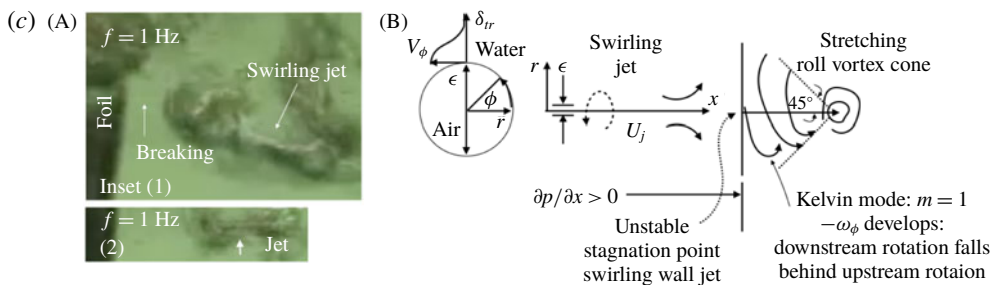 (c) (A)
f = 1 Hz
Swirling jet
Foil
Breaking
Inset (1)
f = 1 Hz
(2)
Jet
(B)
δtr
Vϕ
Water
ϵ
ϕ
r
Air
Swirling
jet
r
ϵ
x
Uj
∂p/∂x > 0
Unstable
stagnation point
swirling wall jet
Stretching
roll vortex cone
45°
Kelvin mode: m = 1
−ωϕ develops:
downstream rotation falls
behind upstream rotaion